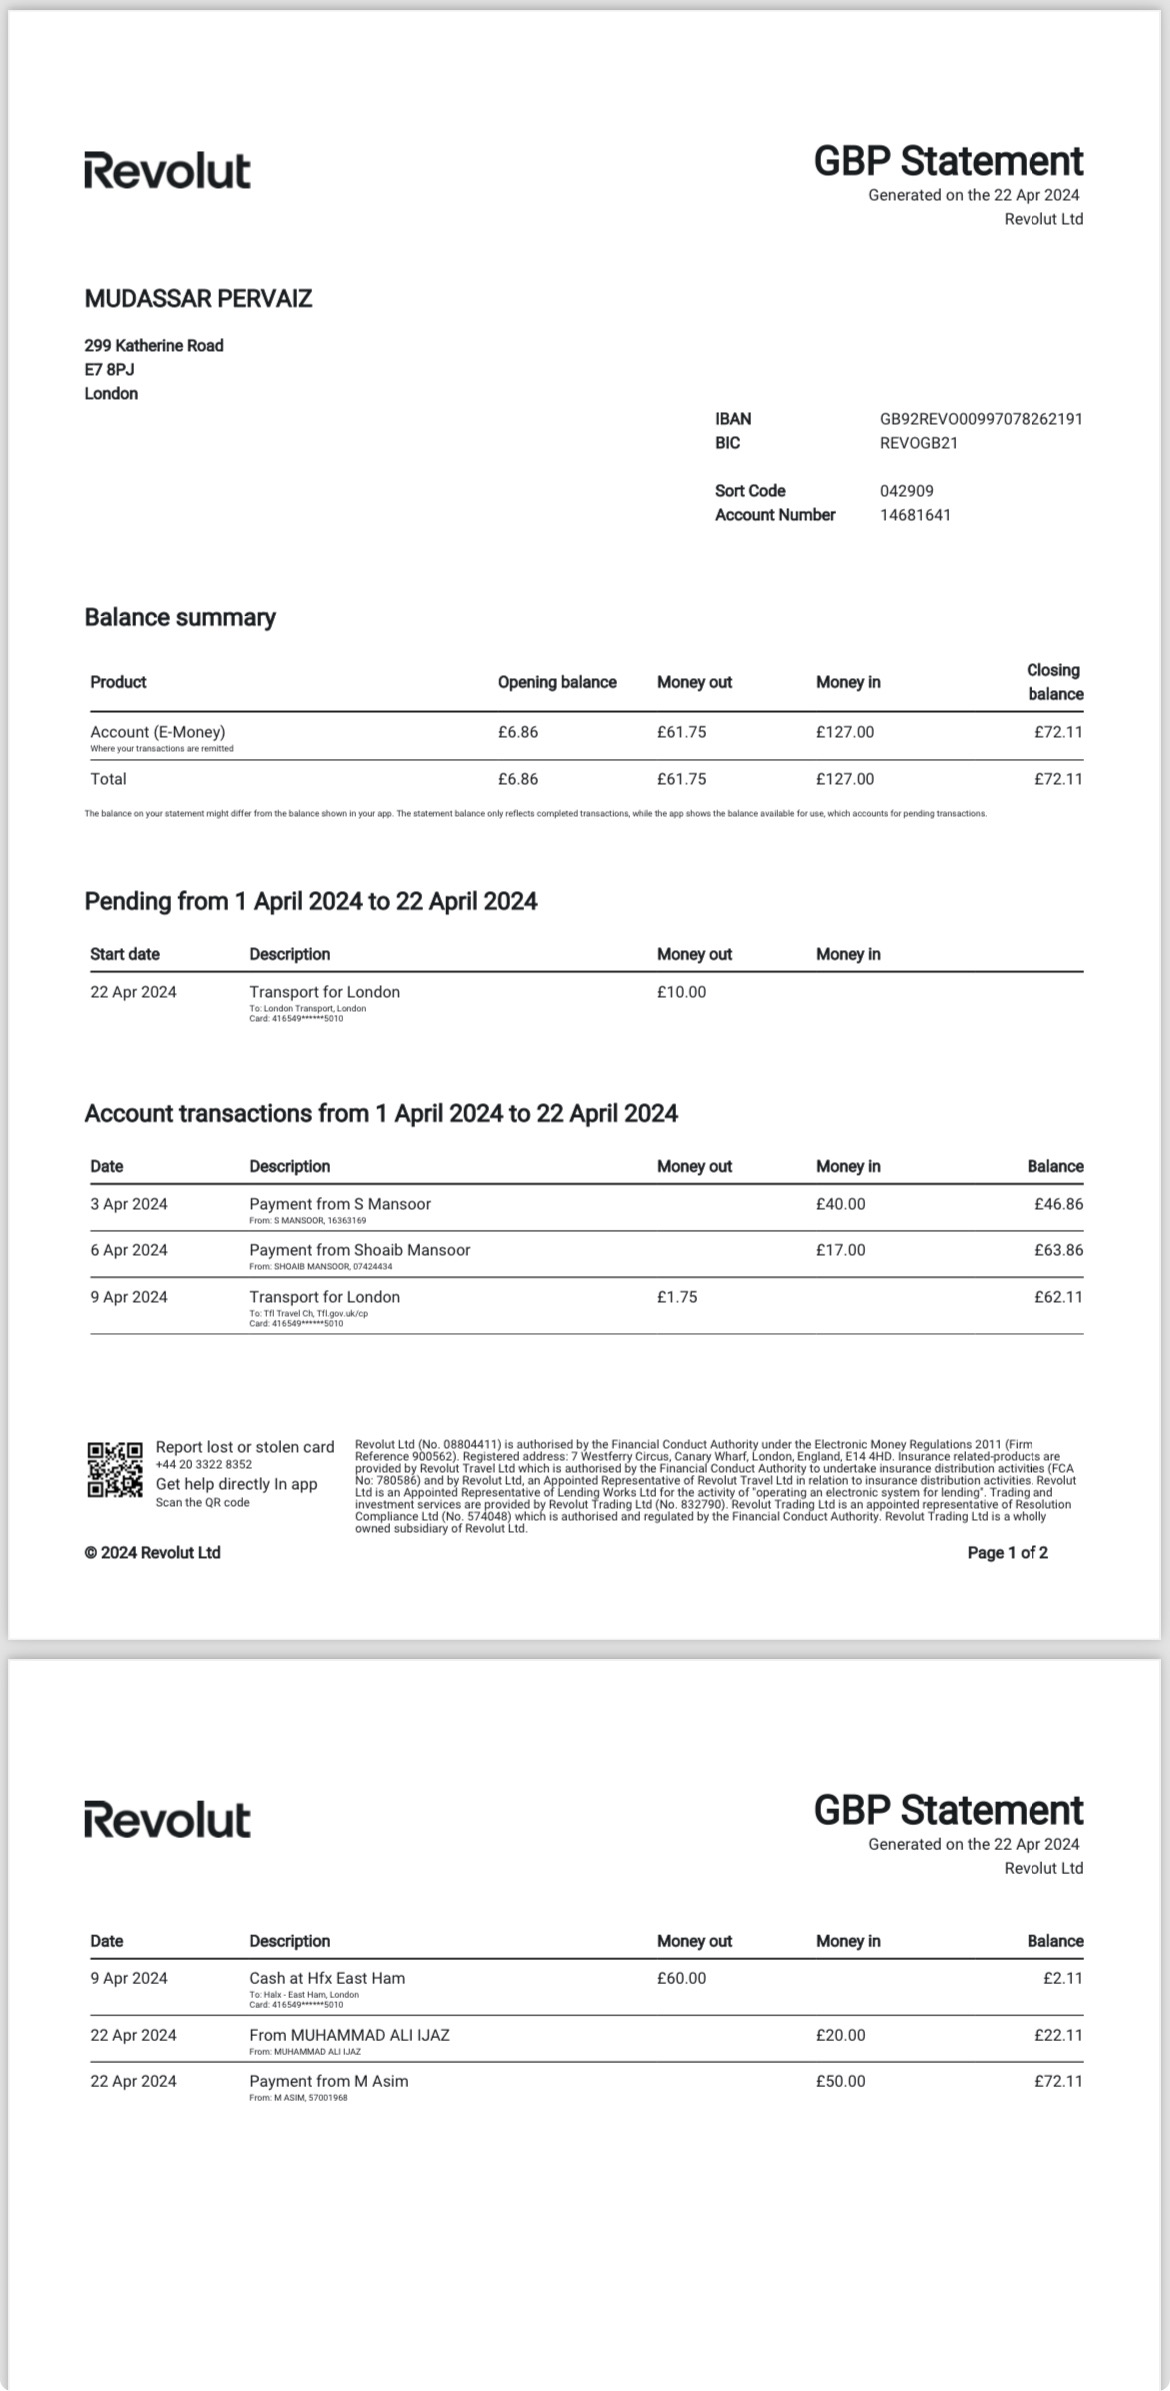 Revolut
GBP Statement
Generated on the 22 Apr 2024
Revolut Ltd
MUDASSAR PERVAIZ
299 Katherine Road
E7 8PJ
London
IBAN GB92REVO00997078262191
BIC REVOGB21
Sort Code 042909
Account Number 14681641
Balance summary
Product Opening balance Money out Money in Closing balance
Account (E-Money) £6.86 £61.75 £127.00 £72.11
Where your transactions are remitted
Total £6.86 £61.75 £127.00 £72.11
The balance on your statement might differ from the balance shown in your app. The statement balance only reflects completed transactions, while the app shows the balance available for use, which accounts for pending transactions.
Pending from 1 April 2024 to 22 April 2024
Start date Description Money out Money in
22 Apr 2024 Transport for London £10.00
To: London Transport, London
Card: 416549******5010
Account transactions from 1 April 2024 to 22 April 2024
Date Description Money out Money in Balance
3 Apr 2024 Payment from S Mansoor £40.00 £46.86
From: S MANSOOR, 16363169
6 Apr 2024 Payment from Shoaib Mansoor £17.00 £63.86
From: SHOAIB MANSOOR, 07424434
9 Apr 2024 Transport for London £1.75 £62.11
To: Tfl Travel Ch, Tfl.gov.uk/cp
Card: 416549******5010
Report lost or stolen card
+44 20 3322 8352
Get help directly In app
Scan the QR code
Revolut Ltd (No. 08804411) is authorised by the Financial Conduct Authority under the Electronic Money Regulations 2011 (Firm
Reference 900562). Registered address: 7 Westferry Circus, Canary Wharf, London, England, E14 4HD. Insurance related-products are
provided by Revolut Travel Ltd which is authorised by the Financial Conduct Authority to undertake insurance distribution activities (FCA
No: 780586) and by Revolut Ltd, an Appointed Representative of Revolut Travel Ltd in relation to insurance distribution activities. Revolut
Ltd is an Appointed Representative of Lending Works Ltd for the activity of "operating an electronic system for lending". Trading and
investment services are provided by Revolut Trading Ltd (No. 832790). Revolut Trading Ltd is an appointed representative of Resolution
Compliance Ltd (No. 574048) which is authorised and regulated by the Financial Conduct Authority. Revolut Trading Ltd is a wholly
owned subsidiary of Revolut Ltd.
© 2024 Revolut Ltd
Page 1 of 2
Revolut
GBP Statement
Generated on the 22 Apr 2024
Revolut Ltd
Date Description Money out Money in Balance
9 Apr 2024 Cash at Hfx East Ham £60.00 £2.11
To: Halx - East Ham, London
Card: 416549******5010
22 Apr 2024 From MUHAMMAD ALI IJAZ £20.00 £22.11
From: MUHAMMAD ALI IJAZ
22 Apr 2024 Payment from M Asim £50.00 £72.11
From: M ASIM, 57001968